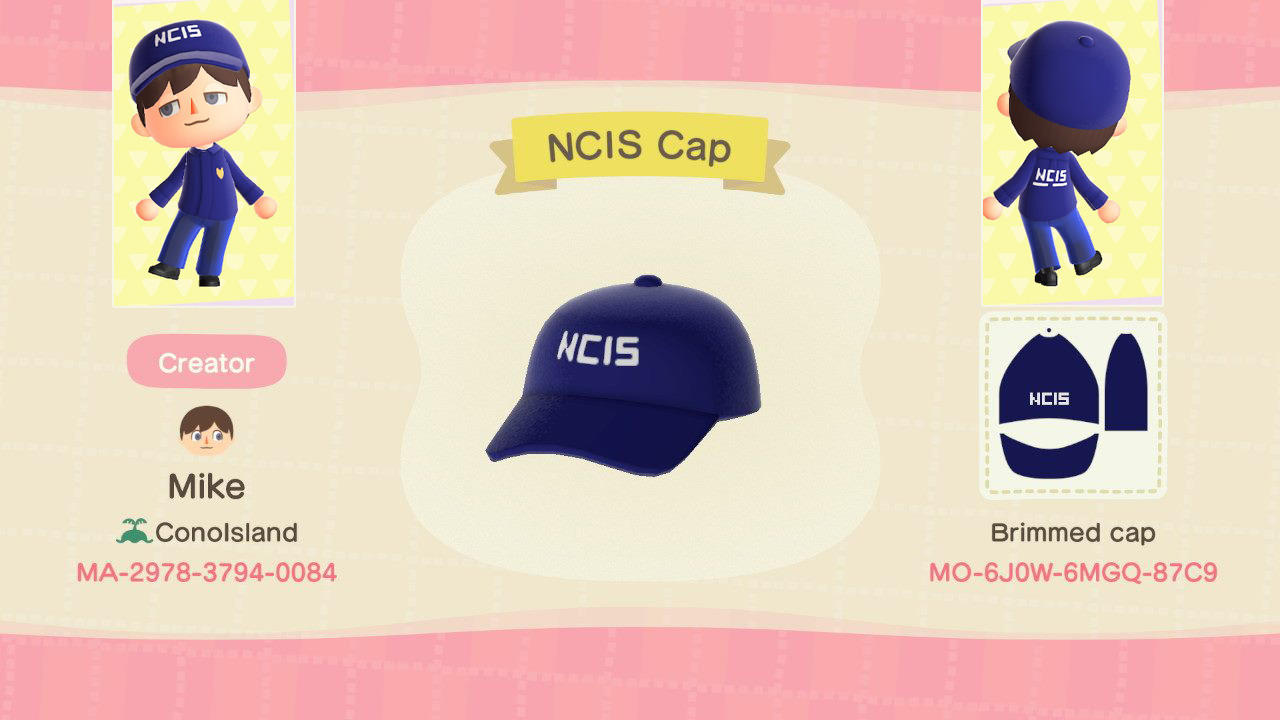 NCIS
NCIS Cap
NCIS
NCIS
NCIS
Creator
Mike
ConoIsland
MA-2978-3794-0084
Brimmed cap
MO-6J0W-6MGQ-87C9